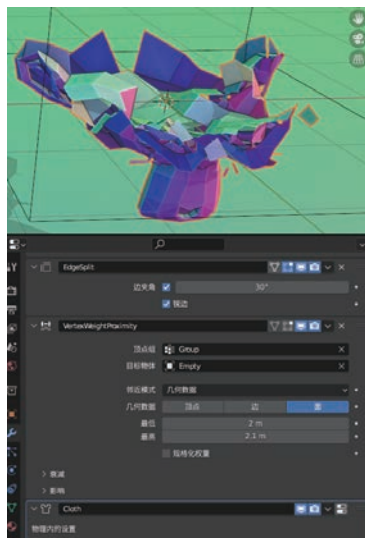 EdgeSplit
边夹角 30°
锐边
VertexWeightProximity
顶点组 Group
目标物体 Empty
邻近模式 几何数据
几何数据 顶点 边 面
最低 2 m
最高 2.1 m
规格化权重
衰减
影响
Cloth
物理内的设置